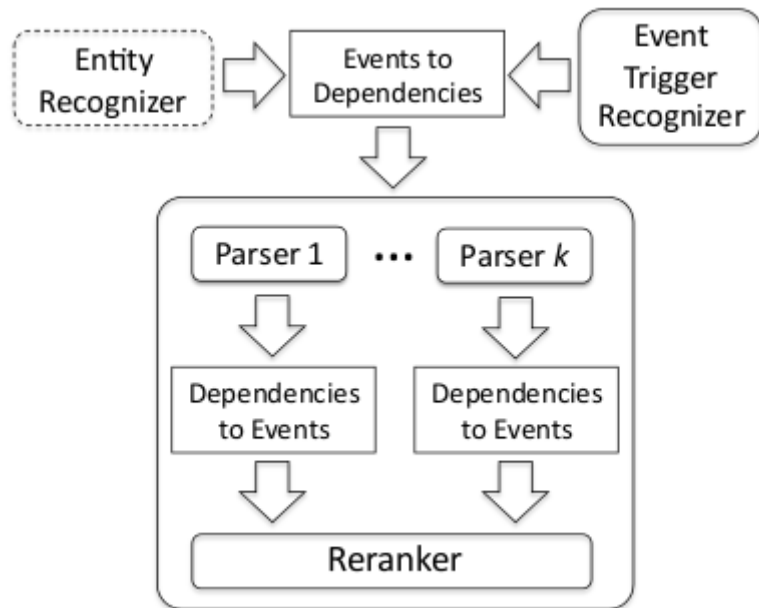 Entity
Recognizer
Events to
Dependencies
Event
Trigger
Recognizer
Parser 1
...
Parser k
Dependencies
to Events
Dependencies
to Events
Reranker